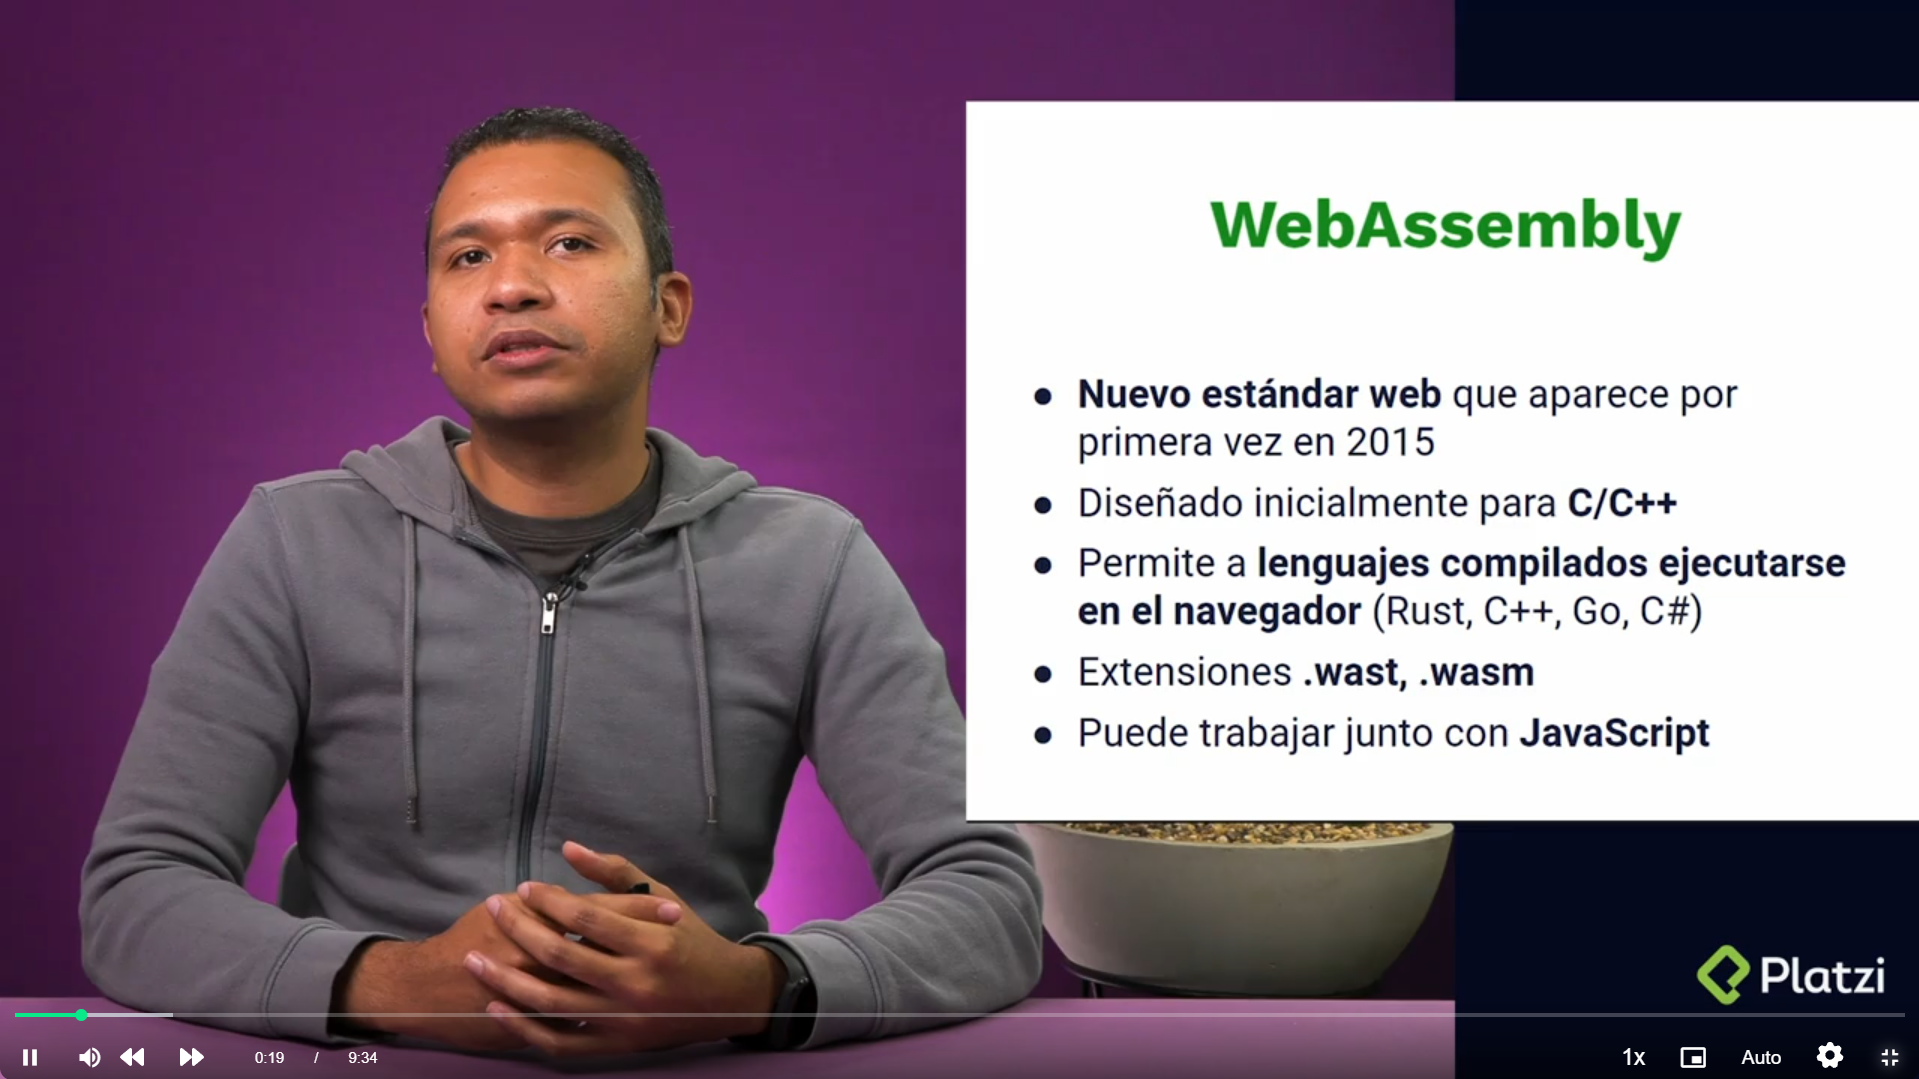 WebAssembly
● Nuevo estándar web que aparece por
primera vez en 2015
● Diseñado inicialmente para C/C++
● Permite a lenguajes compilados ejecutarse
en el navegador (Rust, C++, Go, C#)
● Extensiones .wast, .wasm
● Puede trabajar junto con JavaScript
Platzi
0:19 / 9:34
1x
Auto